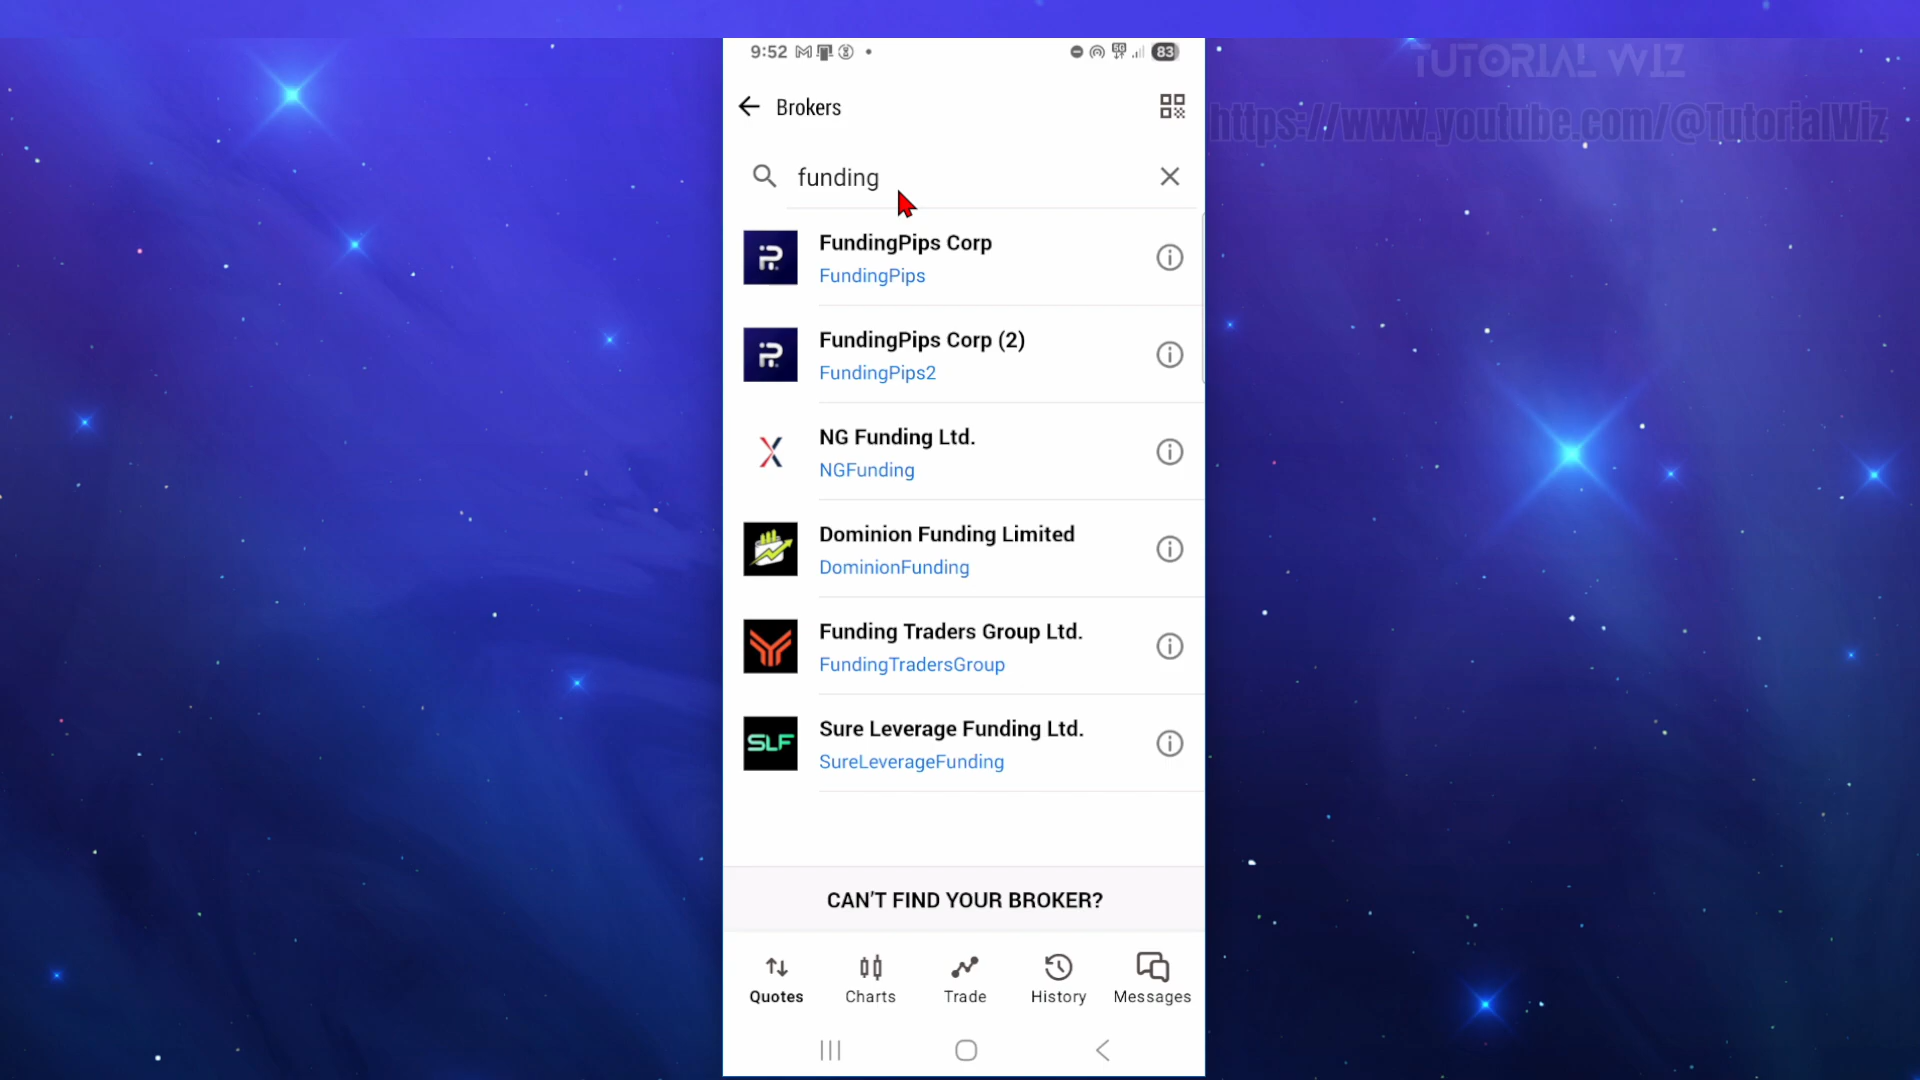 TUTORIAL WIZ
https://www.youtube.com/@TutorialWiz
9:52
5G
83
Brokers
funding
FundingPips Corp
FundingPips
FundingPips Corp (2)
FundingPips2
NG Funding Ltd.
NGFunding
Dominion Funding Limited
DominionFunding
Funding Traders Group Ltd.
FundingTradersGroup
SLF
Sure Leverage Funding Ltd.
SureLeverageFunding
CAN'T FIND YOUR BROKER?
Quotes
Charts
Trade
History
Messages